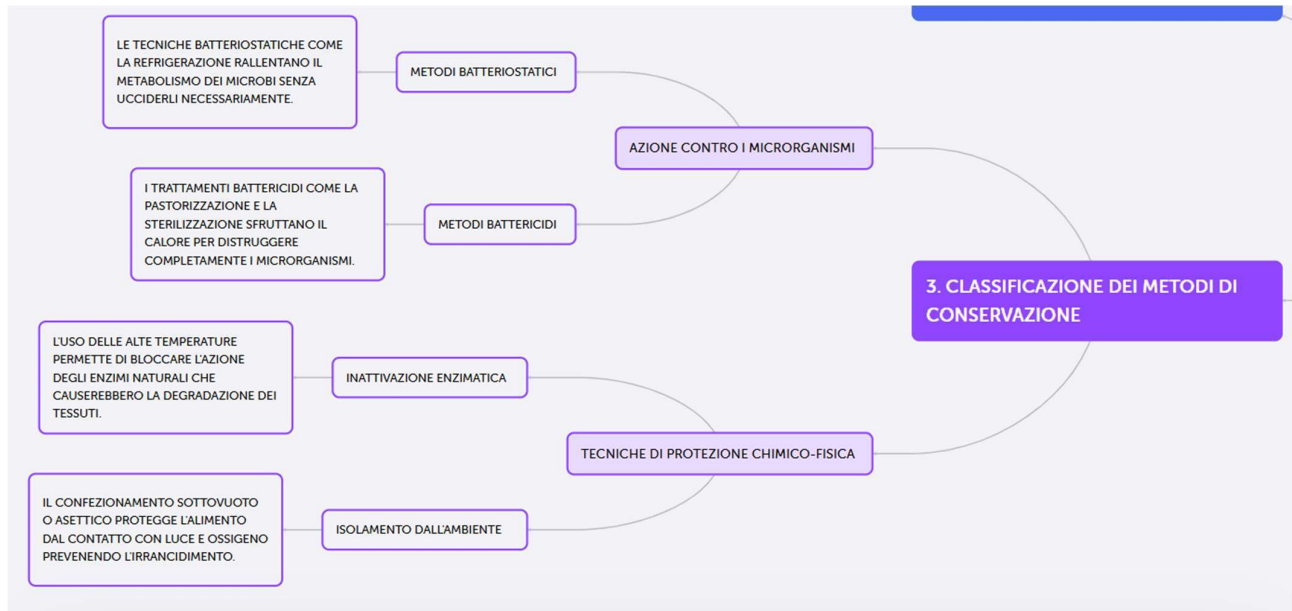 LE TECNICHE BATTERIOSTATICHE COME
LA REFRIGERAZIONE RALLENTANO IL
METABOLISMO DEI MICROBI SENZA
UCCIDERLI NECESSARIAMENTE.
METODI BATTERIOSTATICI
AZIONE CONTRO I MICRORGANISMI
I TRATTAMENTI BATTERICIDI COME LA
PASTORIZZAZIONE E LA
STERILIZZAZIONE SFRUTTANO IL
CALORE PER DISTRUGGERE
COMPLETAMENTE I MICRORGANISMI.
METODI BATTERICIDI
3. CLASSIFICAZIONE DEI METODI DI
CONSERVAZIONE
L'USO DELLE ALTE TEMPERATURE
PERMETTE DI BLOCCARE L'AZIONE
DEGLI ENZIMI NATURALI CHE
CAUSEREBBERO LA DEGRADAZIONE DEI
TESSUTI.
INATTIVAZIONE ENZIMATICA
TECNICHE DI PROTEZIONE CHIMICO-FISICA
IL CONFEZIONAMENTO SOTTOVUOTO
O ASETTICO PROTEGGE L'ALIMENTO
DAL CONTATTO CON LUCE E OSSIGENO
PREVENENDO L'IRRANCIDIMENTO.
ISOLAMENTO DALL'AMBIENTE